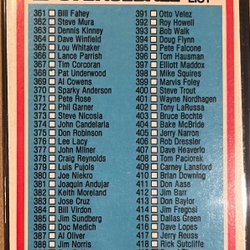 LIST
361 Bill Fahey
362 Steve Mura
363 Dennis Kinney
364 Dave Winfield
365 Lou Whitaker
366 Lance Parrish
367 Tim Corcoran
368 Pat Underwood
369 Al Cowens
370 Sparky Anderson
371 Pete Rose
372 Phil Garner
373 Steve Nicosia
374 John Candelaria
375 Don Robinson
376 Lee Lacy
377 John Milner
378 Craig Reynolds
379 Luis Pujols
380 Joe Niekro
381 Joaquin Andujar
382 Keith Moreland
383 Jose Cruz
384 Bill Virdon
385 Jim Sundberg
386 Doc Medich
387 Al Oliver
388 Jim Norris
391 Otto Velez
392 Roy Howell
393 Bob Walk
394 Doug Flynn
395 Pete Falcone
396 Tom Hausman
397 Elliott Maddox
398 Mike Squires
399 Marvis Foley
400 Steve Trout
401 Wayne Nordhagen
402 Tony LaRussa
403 Bruce Bochte
404 Bake McBride
405 Jerry Narron
406 Rob Dressler
407 Dave Heaverlo
408 Tom Paciorek
409 Carney Lansford
410 Brian Downing
411 Don Aase
412 Jim Barr
413 Don Baylor
414 Jim Fregosi
415 Dallas Green
416 Dave Lopes
417 Jerry Reuss
418 Rick Sutcliffe